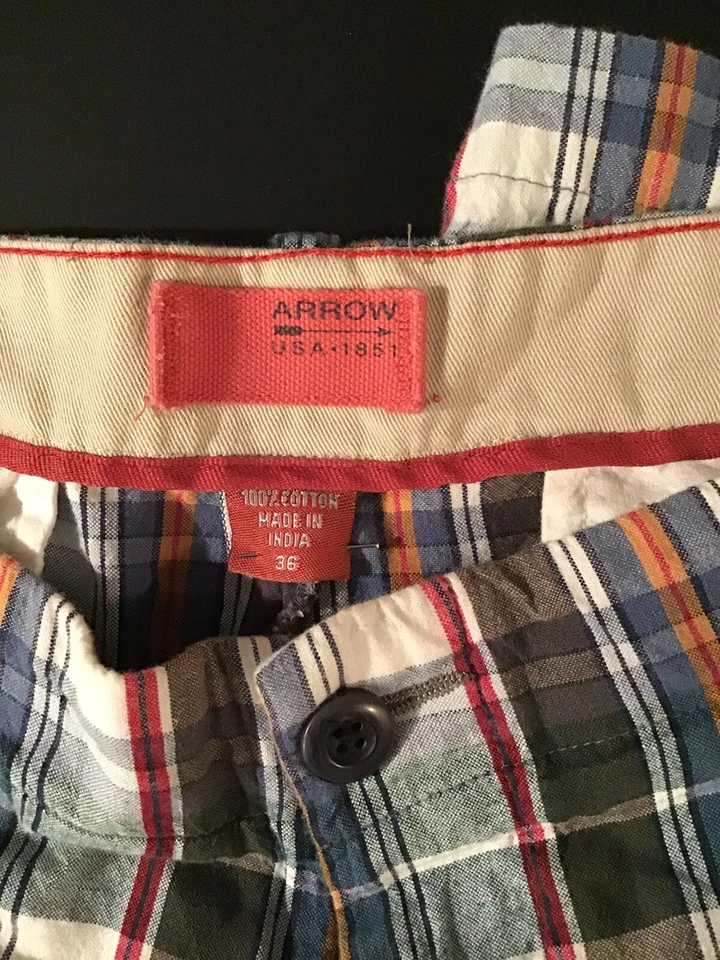 ARROW
USA•1851
100% COTTON
MADE IN
INDIA
36